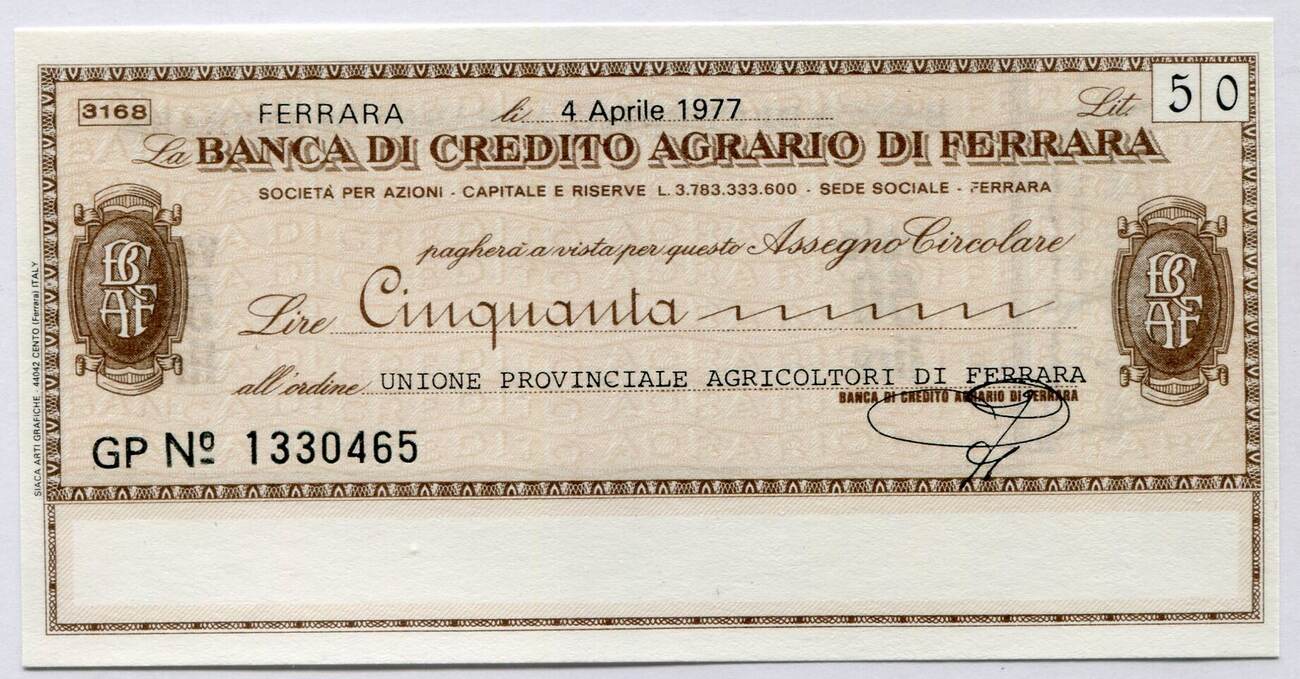 3168 FERRARA li 4 Aprile 1977 Lit. 50
La BANCA DI CREDITO AGRARIO DI FERRARA
SOCIETÀ PER AZIONI - CAPITALE E RISERVE L. 3.783.333.600 - SEDE SOCIALE - FERRARA
pagherà a vista per questo Assegno Circolare
Lire Cinquanta
all'ordine UNIONE PROVINCIALE AGRICOLTORI DI FERRARA
BANCA DI CREDITO AGRARIO DI FERRARA
GP Nº 1330465
BCAF
BCAF
SIACA ARTI GRAFICHE 44042 CENTO (Ferrara) ITALY